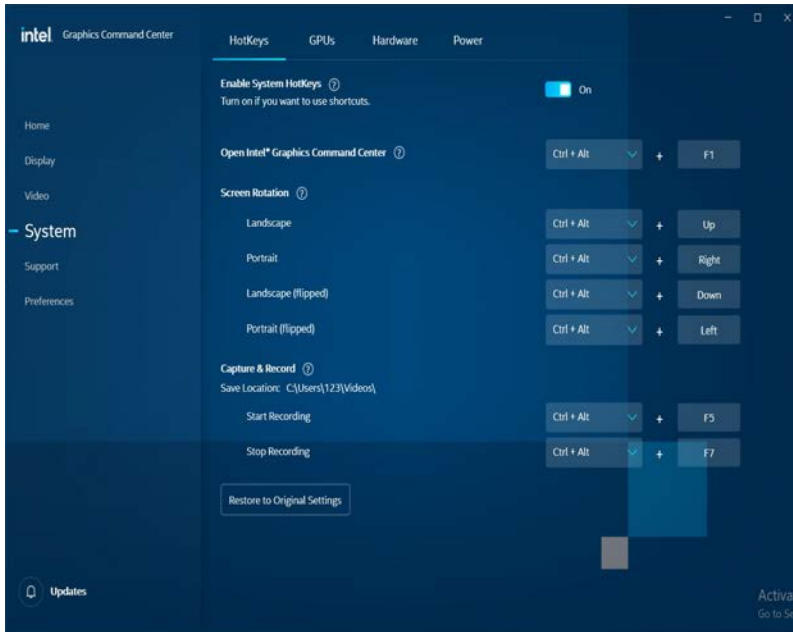 intel Graphics Command Center
HotKeys GPUs Hardware Power
Enable System HotKeys ?
Turn on if you want to use shortcuts.
On
Home
Display
Video
System
Support
Preferences
Open Intel® Graphics Command Center ? Ctrl + Alt + F1
Screen Rotation ?
Landscape Ctrl + Alt + Up
Portrait Ctrl + Alt + Right
Landscape (flipped) Ctrl + Alt + Down
Portrait (flipped) Ctrl + Alt + Left
Capture & Record ?
Save Location: C:\Users\123\Videos\
Start Recording Ctrl + Alt + F5
Stop Recording Ctrl + Alt + F7
Restore to Original Settings
Updates
Activa
Go to Se